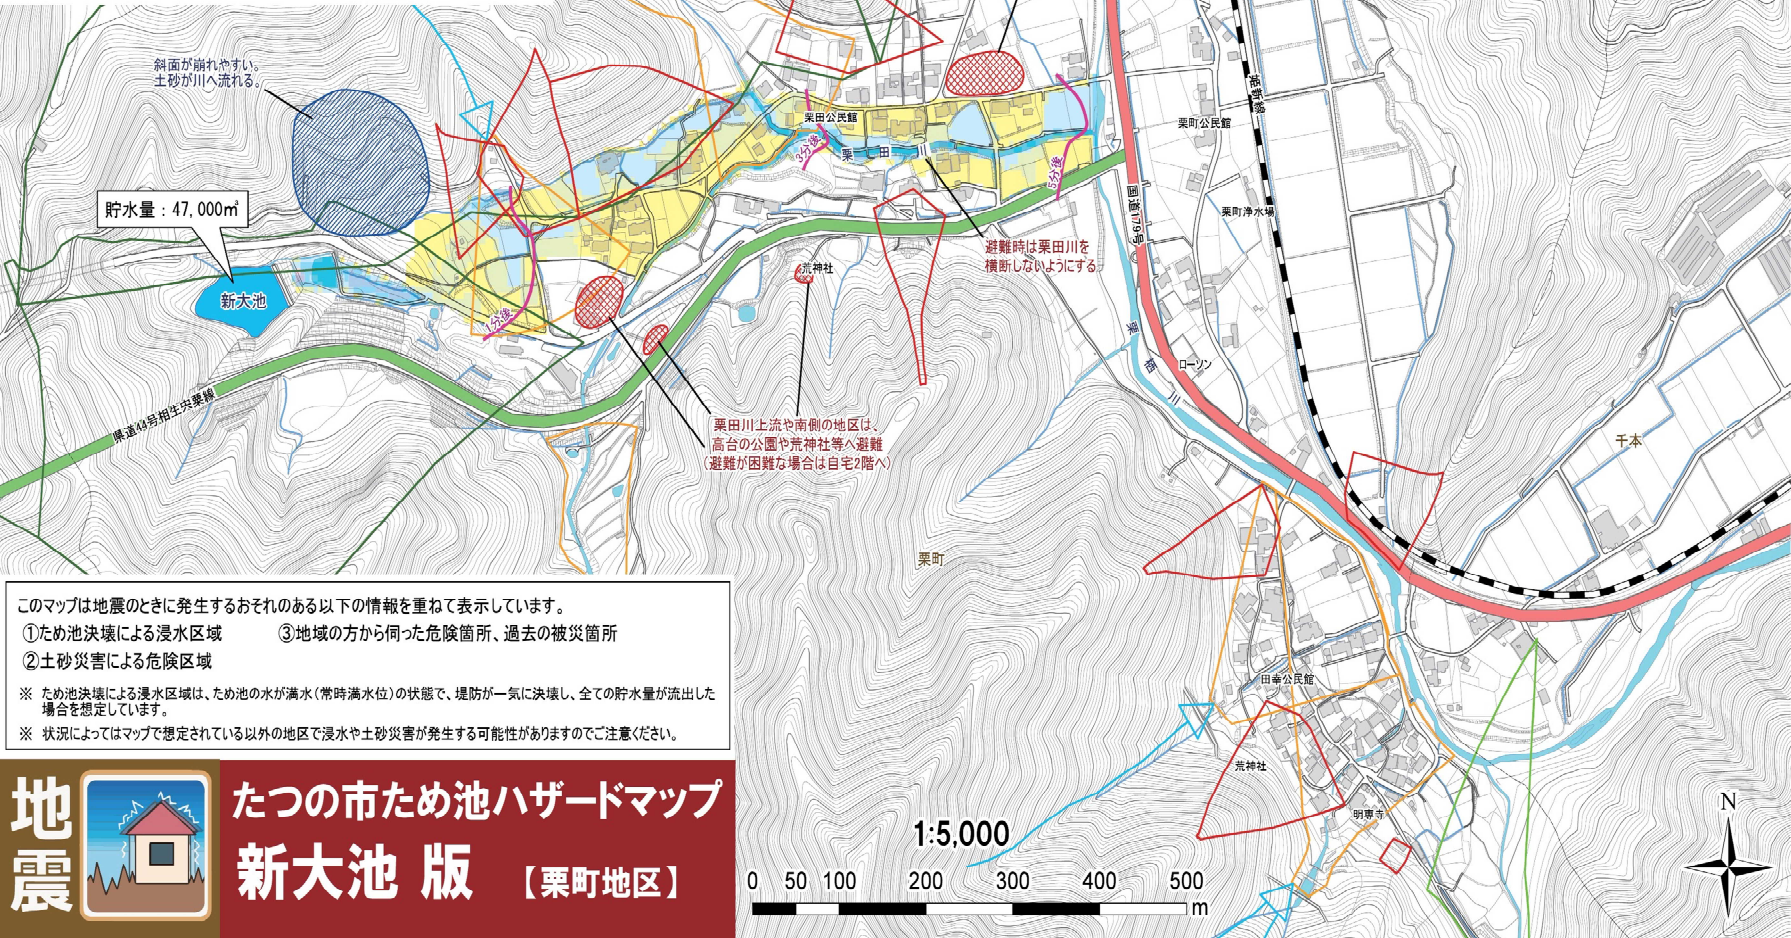 斜面が崩れやすい。
土砂が川へ流れる。
貯水量：47,000㎥
新大池
県道44号相生宍粟線
1分後
3分後
5分後
栗田公民館
栗田川
荒神社
避難時は栗田川を
横断しないようにする
栗田川上流や南側の地区は、
高台の公園や荒神社等へ避難
（避難が困難な場合は自宅2階へ）
国道179号
姫新線
栗町公民館
栗町浄水場
栗栖川
ローソン
千本
栗町
田幸公民館
荒神社
明専寺
このマップは地震のときに発生するおそれのある以下の情報を重ねて表示しています。
①ため池決壊による浸水区域 ③地域の方から伺った危険箇所、過去の被災箇所
②土砂災害による危険区域
※ ため池決壊による浸水区域は、ため池の水が満水（常時満水位）の状態で、堤防が一気に決壊し、全ての貯水量が流出した
場合を想定しています。
※ 状況によってはマップで想定されている以外の地区で浸水や土砂災害が発生する可能性がありますのでご注意ください。
地震
たつの市ため池ハザードマップ
新大池 版 【栗町地区】
1:5,000
0 50 100 200 300 400 500
m
N